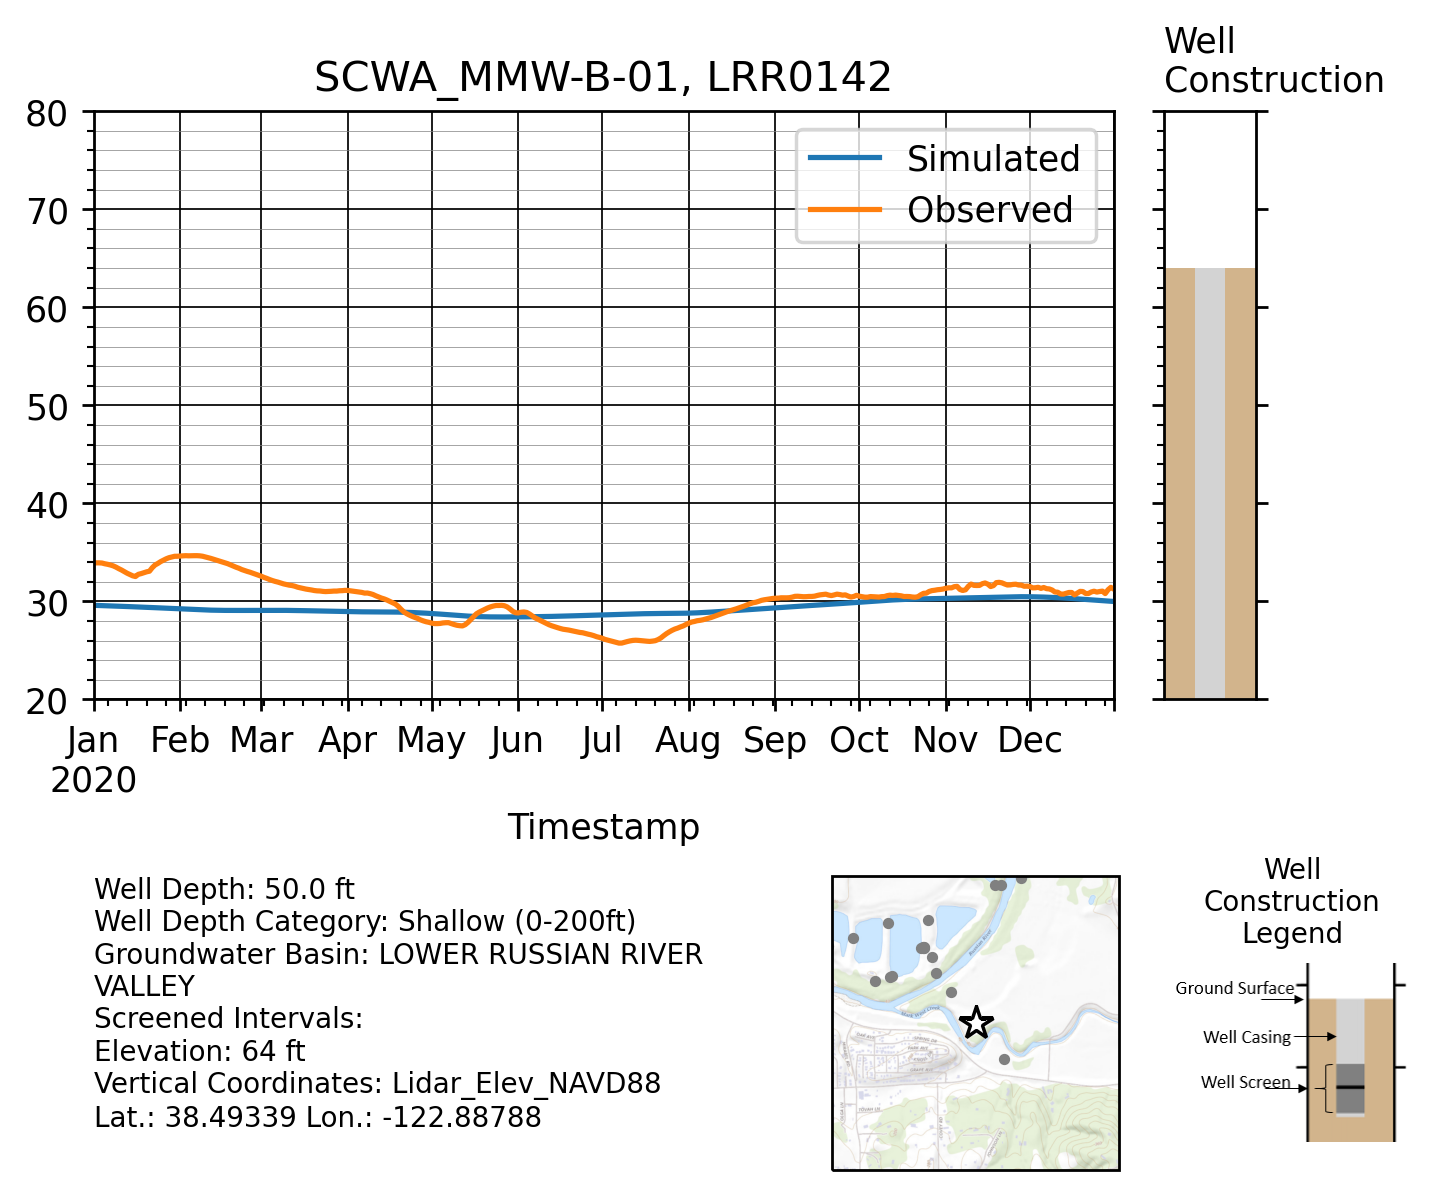 SCWA_MMW-B-01, LRR0142
Well
Construction
80
70
60
50
40
30
20
Simulated
Observed
Jan Feb Mar Apr May Jun Jul Aug Sep Oct Nov Dec
2020
Timestamp
Well Depth: 50.0 ft
Well Depth Category: Shallow (0-200ft)
Groundwater Basin: LOWER RUSSIAN RIVER
VALLEY
Screened Intervals:
Elevation: 64 ft
Vertical Coordinates: Lidar_Elev_NAVD88
Lat.: 38.49339 Lon.: -122.88788
Well
Construction
Legend
Ground Surface
Well Casing
Well Screen